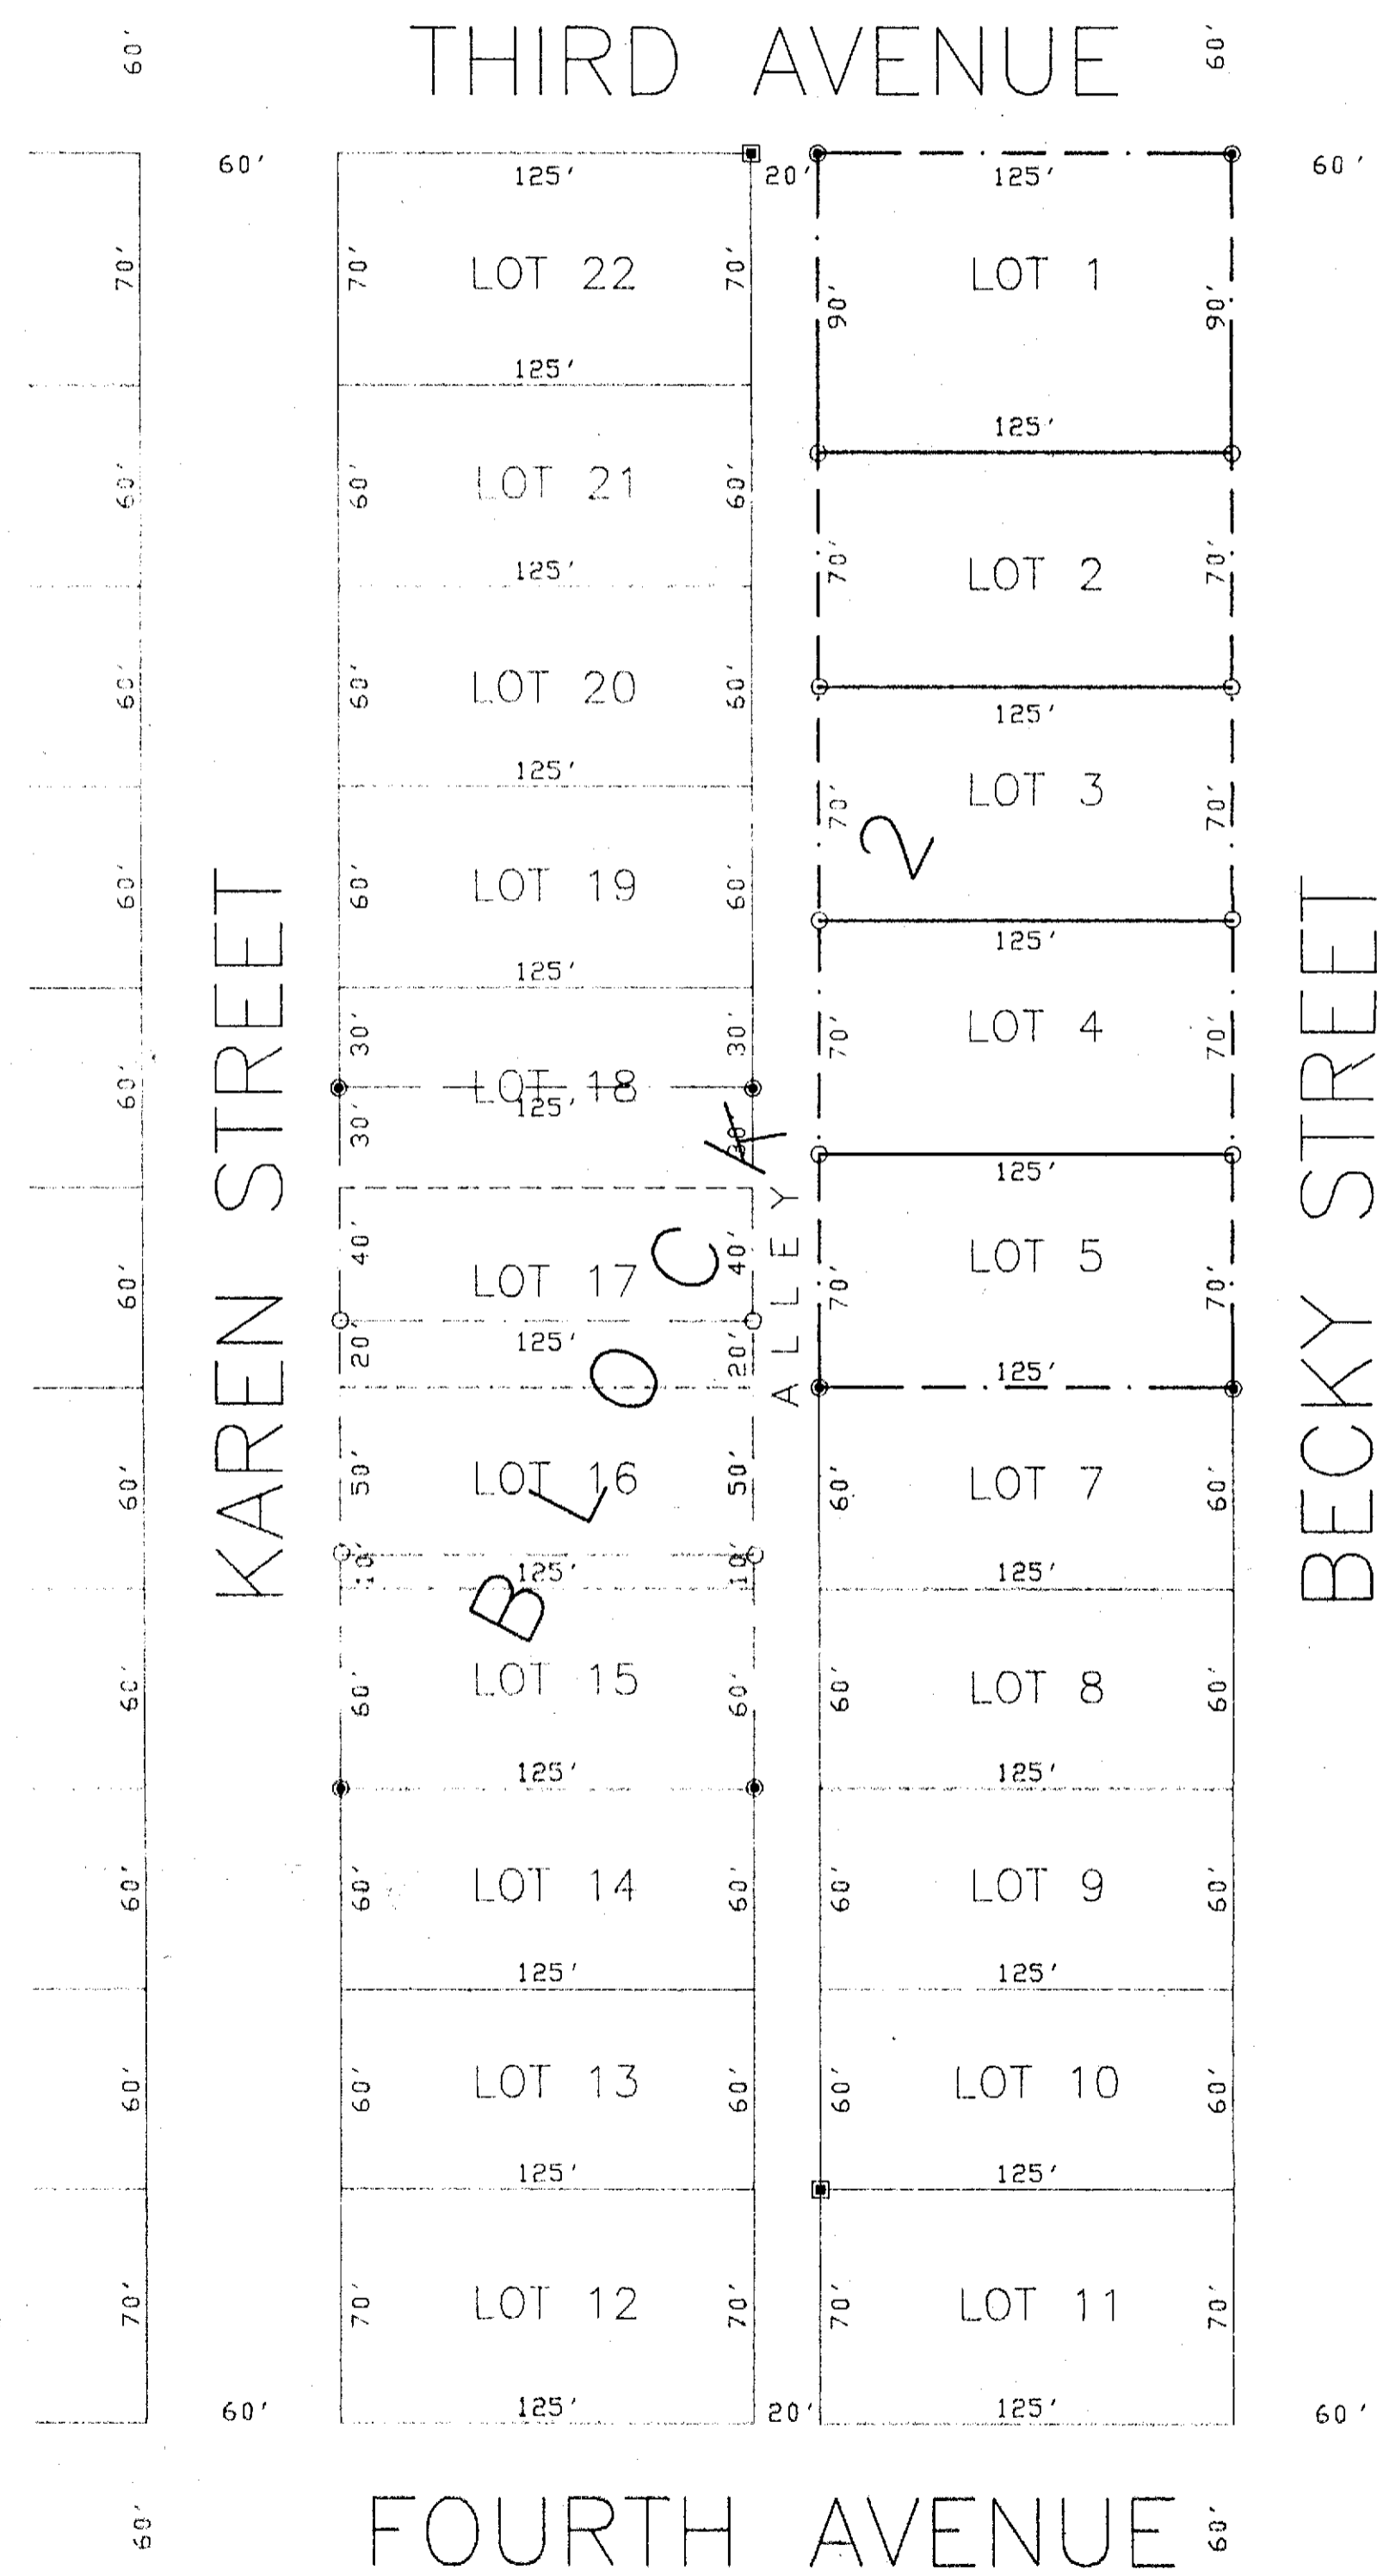 60' THIRD AVENUE 60'
60' 125' 20' 125' 60'
70' 70' LOT 22 70' 90' LOT 1 90'
125'
125'
60' 60' LOT 21 60'
125'
70' LOT 2 70'
60' 60' LOT 20 60'
125'
125'
70' LOT 3 70'
60' 60' LOT 19 60'
125'
125'
30' 30' 70' LOT 4 70'
60' LOT 18
125'
30' 30'
125'
40' LOT 17 40' 70' LOT 5 70'
60'
20' 125' 20'
125'
ALLEY
KAREN STREET
BECKY STREET
BLOCK 2
60' 50' LOT 16 50' 60' LOT 7 60'
10' 125' 10' 125'
60' 60' LOT 15 60' 60' LOT 8 60'
125' 125'
60' 60' LOT 14 60' 60' LOT 9 60'
125' 125'
60' 60' LOT 13 60' 60' LOT 10 60'
125' 125'
70' 70' LOT 12 70' 70' LOT 11 70'
60' 125' 20' 125' 60'
60' FOURTH AVENUE 60'